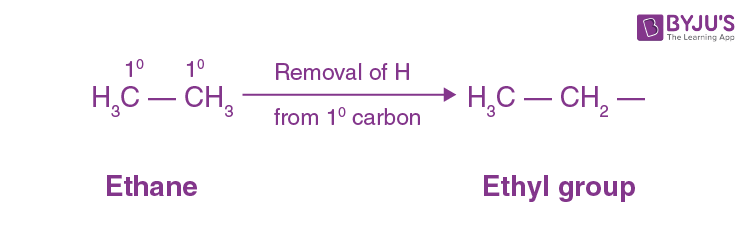 BYJU'S
The Learning App
1⁰ 1⁰ Removal of H
H₃C — CH₃ H₃C — CH₂ —
from 1⁰ carbon
Ethane Ethyl group